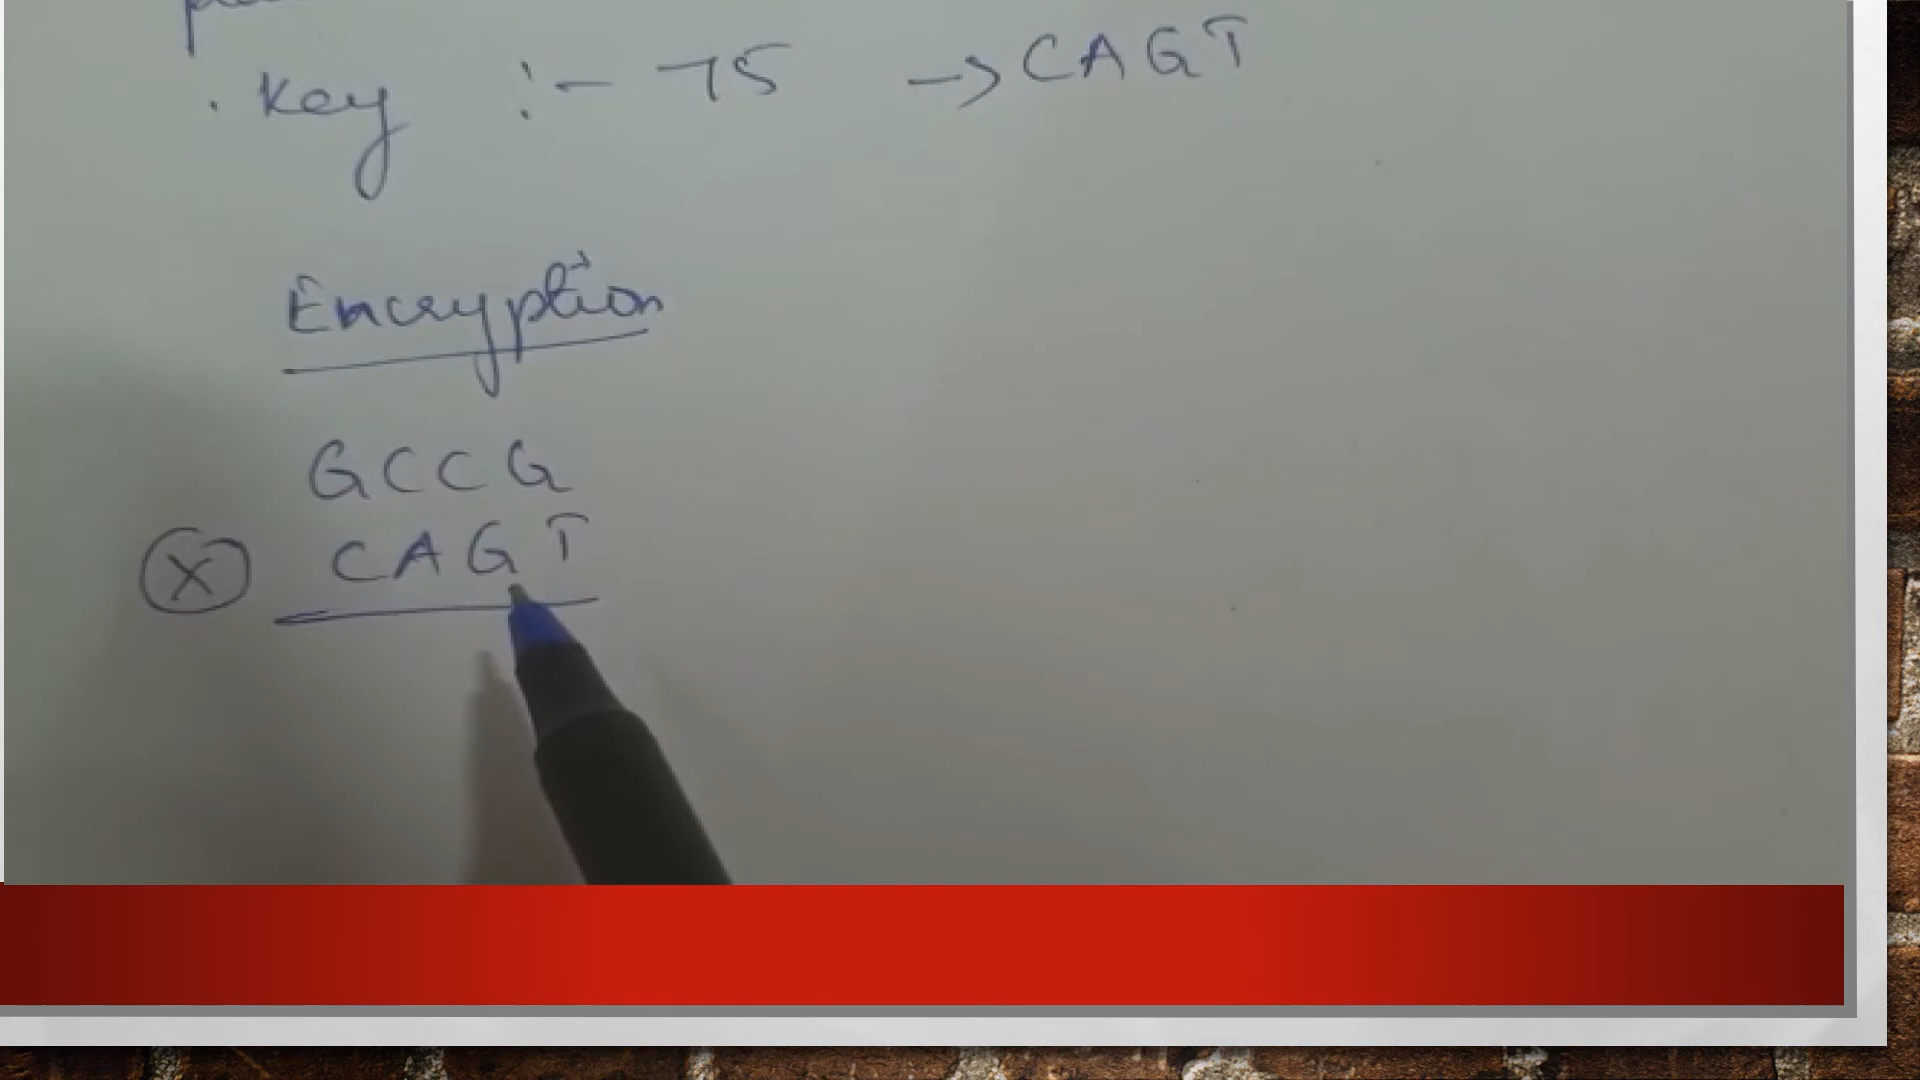 . Key :- 75 → CAGT
Encryption
GCCG
Ⓧ CAGT